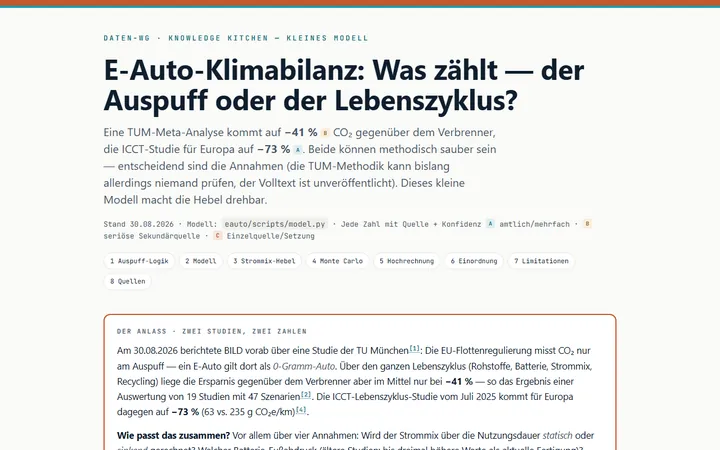 DATEN-WG · KNOWLEDGE KITCHEN — KLEINES MODELL
E-Auto-Klimabilanz: Was zählt — der
Auspuff oder der Lebenszyklus?
Eine TUM-Meta-Analyse kommt auf −41 % B CO₂ gegenüber dem Verbrenner,
die ICCT-Studie für Europa auf −73 % A. Beide können methodisch sauber sein
— entscheidend sind die Annahmen (die TUM-Methodik kann bislang
allerdings niemand prüfen, der Volltext ist unveröffentlicht). Dieses kleine
Modell macht die Hebel drehbar.
Stand 30.08.2026 · Modell: eauto/scripts/model.py · Jede Zahl mit Quelle + Konfidenz A amtlich/mehrfach · B
seriöse Sekundärquelle · C Einzelquelle/Setzung
1 Auspuff-Logik 2 Modell 3 Strommix-Hebel 4 Monte Carlo 5 Hochrechnung 6 Einordnung 7 Limitationen
8 Quellen
DER ANLASS · ZWEI STUDIEN, ZWEI ZAHLEN
Am 30.08.2026 berichtete BILD vorab über eine Studie der TU München[1]: Die EU-Flottenregulierung misst CO₂ nur
am Auspuff — ein E-Auto gilt dort als 0-Gramm-Auto. Über den ganzen Lebenszyklus (Rohstoffe, Batterie, Strommix,
Recycling) liege die Ersparnis gegenüber dem Verbrenner aber im Mittel nur bei −41 % — so das Ergebnis einer
Auswertung von 19 Studien mit 47 Szenarien[2]. Die ICCT-Lebenszyklus-Studie vom Juli 2025 kommt für Europa
dagegen auf −73 % (63 vs. 235 g CO₂e/km)[4].
Wie passt das zusammen? Vor allem über vier Annahmen: Wird der Strommix über die Nutzungsdauer statisch oder